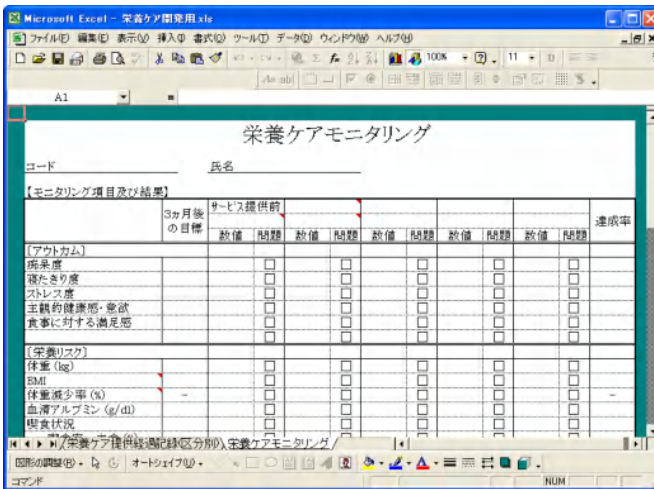 Microsoft Excel - 栄養ケア開発用.xls
ファイル(F) 編集(E) 表示(V) 挿入(I) 書式(O) ツール(T) データ(D) ウィンドウ(W) ヘルプ(H)
100% 11
A1 =
栄養ケアモニタリング
コード 氏名
【モニタリング項目及び結果】
3ヵ月後の目標 サービス提供前 達成率
数値 問題 数値 問題 数値 問題 数値 問題 数値 問題
[アウトカム]
痴呆度
寝たきり度
ストレス度
主観的健康感・意欲
食事に対する満足感
[栄養リスク]
体重 (kg)
BMI
体重減少率 (%) - -
血清アルブミン (g/dl)
喫食状況
栄養ケア提供経過記録(区分別) 栄養ケアモニタリング
図形の調整(R) オートシェイプ(U)
コマンド NUM